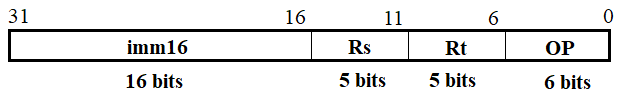 31 16 11 6 0
imm16 Rs Rt OP
16 bits 5 bits 5 bits 6 bits